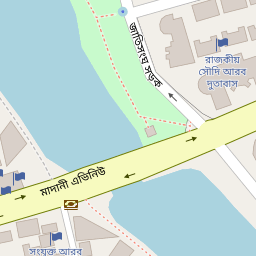 জাতিসংঘ সড়ক
রাজকীয়
সৌদি আরব
দূতাবাস
মাদানী এভিনিউ
সংযুক্ত আরব